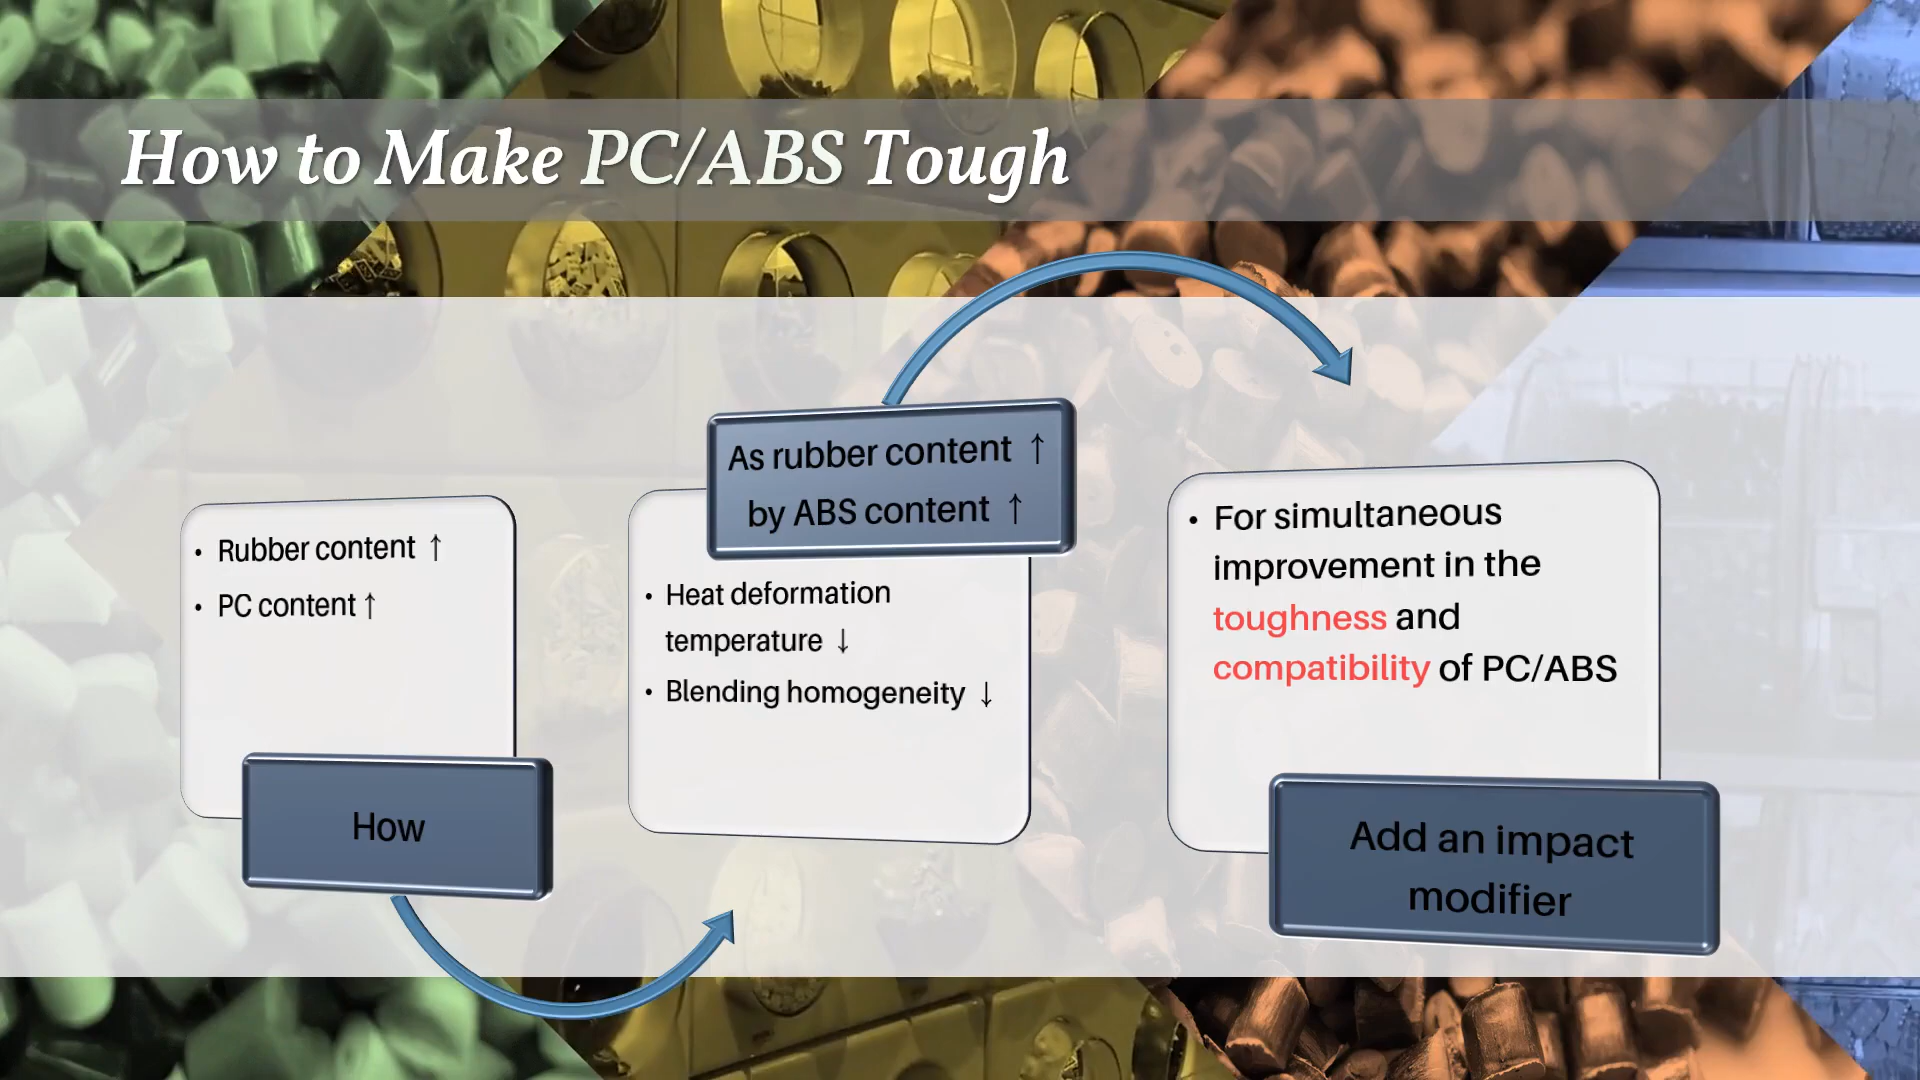 How to Make PC/ABS Tough
• Rubber content ↑
• PC content ↑
How
As rubber content ↑
by ABS content ↑
• Heat deformation
temperature ↓
• Blending homogeneity ↓
• For simultaneous
improvement in the
toughness and
compatibility of PC/ABS
Add an impact
modifier